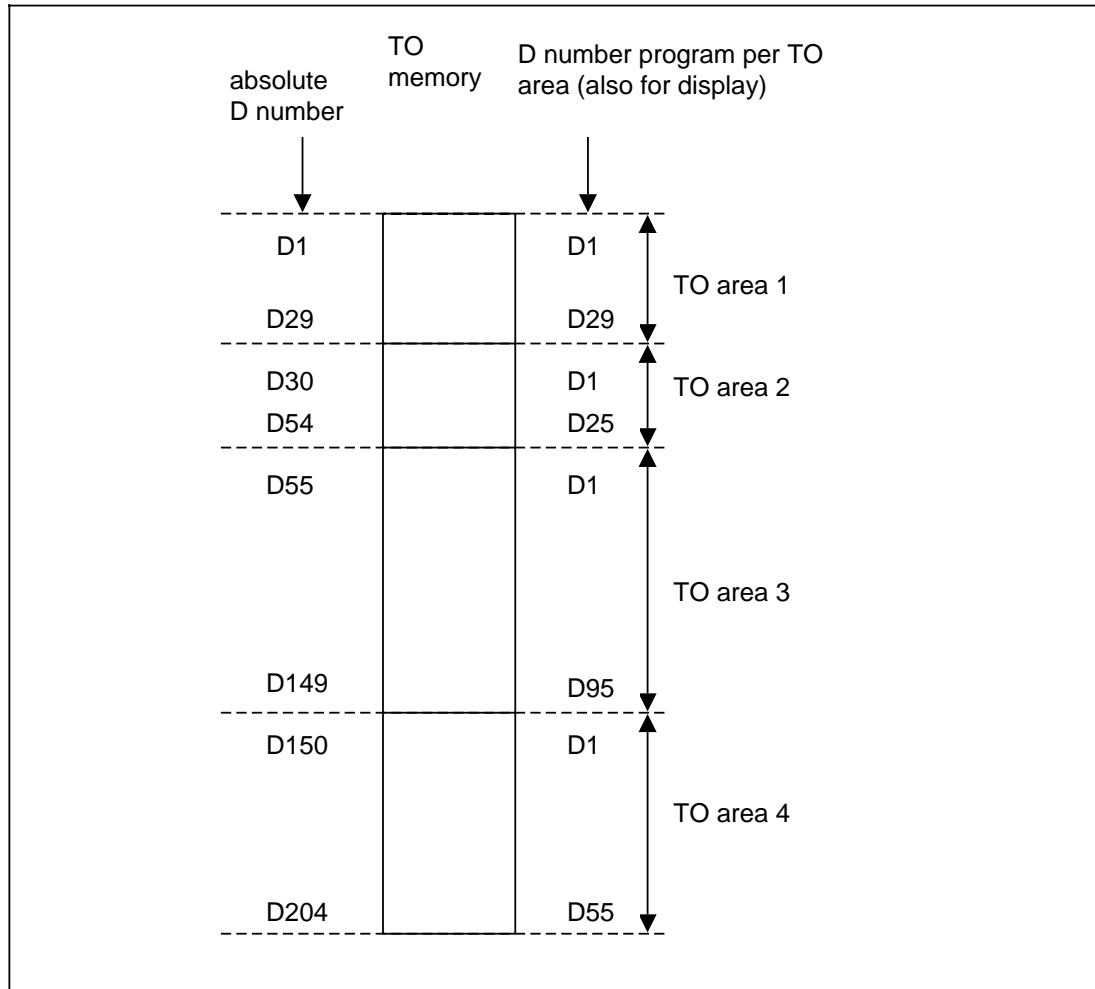 absolute
D number
TO
memory
D number program per TO
area (also for display)
D1
D1
TO area 1
D29
D29
D30
D1
TO area 2
D54
D25
D55
D1
TO area 3
D149
D95
D150
D1
TO area 4
D204
D55